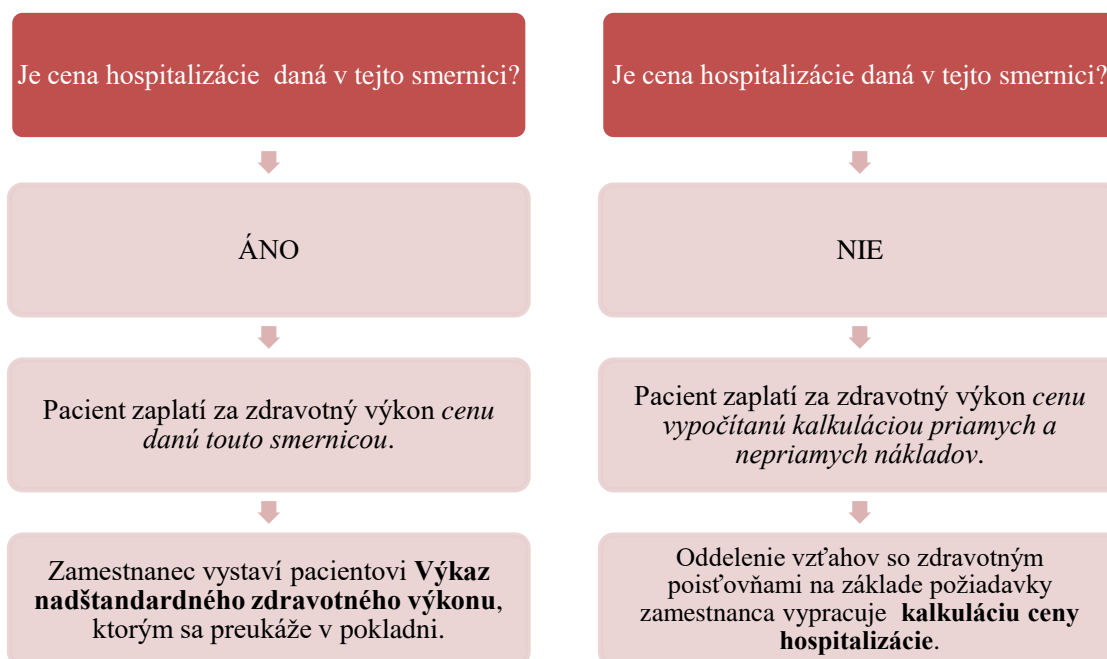 Je cena hospitalizácie daná v tejto smernici?
ÁNO
Pacient zaplatí za zdravotný výkon cenu
danú touto smernicou.
Zamestnanec vystaví pacientovi Výkaz
nadštandardného zdravotného výkonu,
ktorým sa preukáže v pokladni.
Je cena hospitalizácie daná v tejto smernici?
NIE
Pacient zaplatí za zdravotný výkon cenu
vypočítanú kalkuláciou priamych a
nepriamych nákladov.
Oddelenie vzťahov so zdravotným
poisťovňami na základe požiadavky
zamestnanca vypracuje kalkuláciu ceny
hospitalizácie.